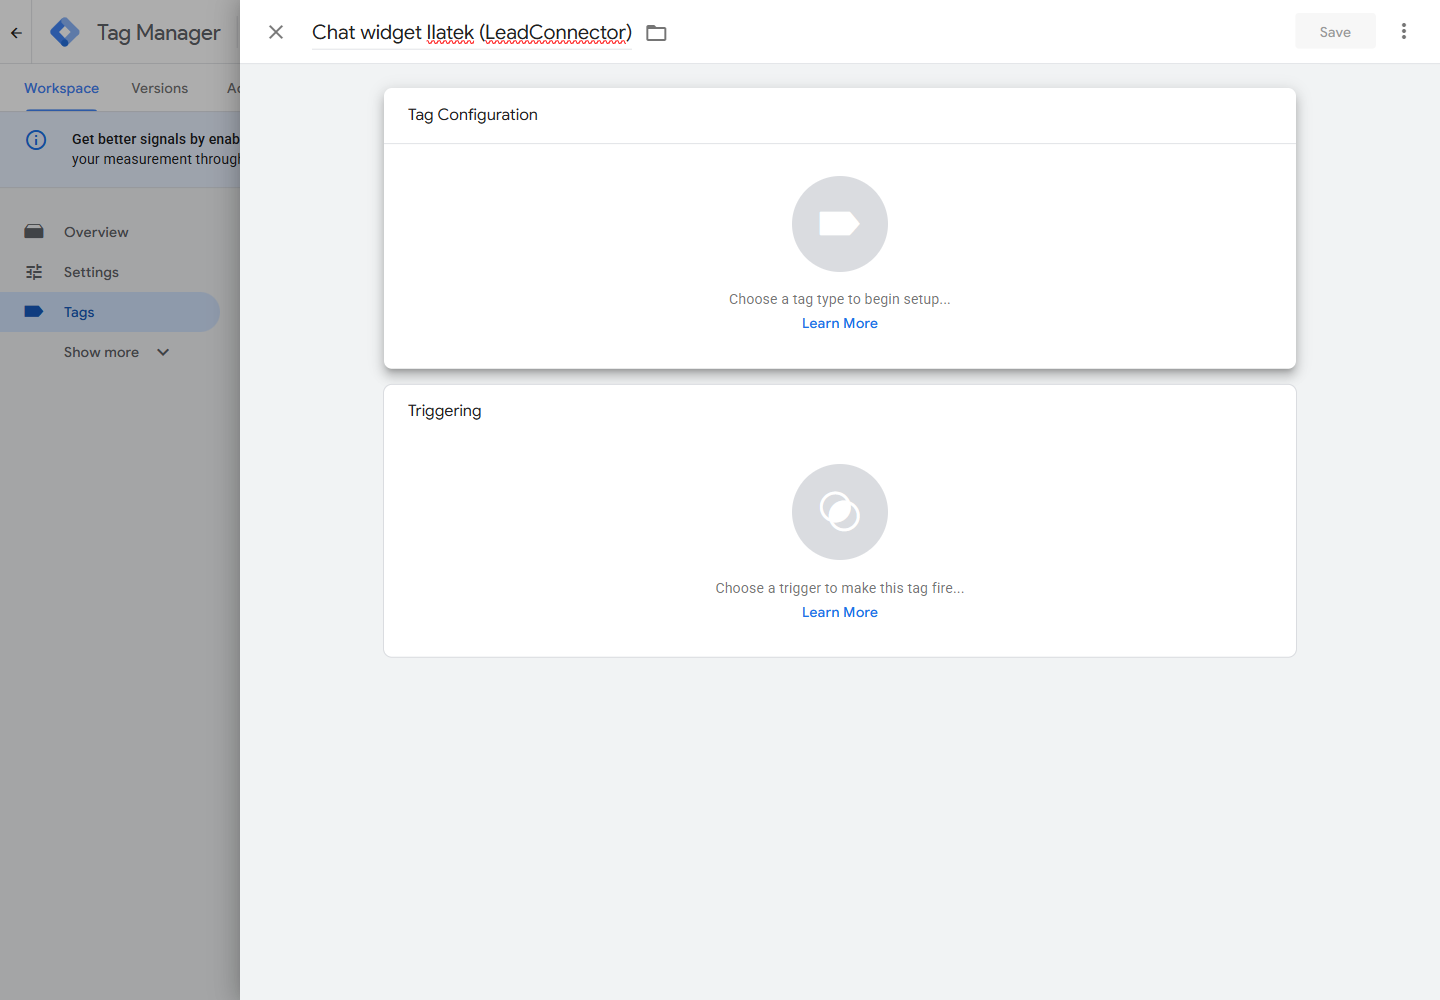 Tag Manager
Chat widget Ilatek (LeadConnector)
Save
Workspace
Versions
Get better signals by enab
your measurement through
Overview
Settings
Tags
Show more
Tag Configuration
Choose a tag type to begin setup...
Learn More
Triggering
Choose a trigger to make this tag fire...
Learn More